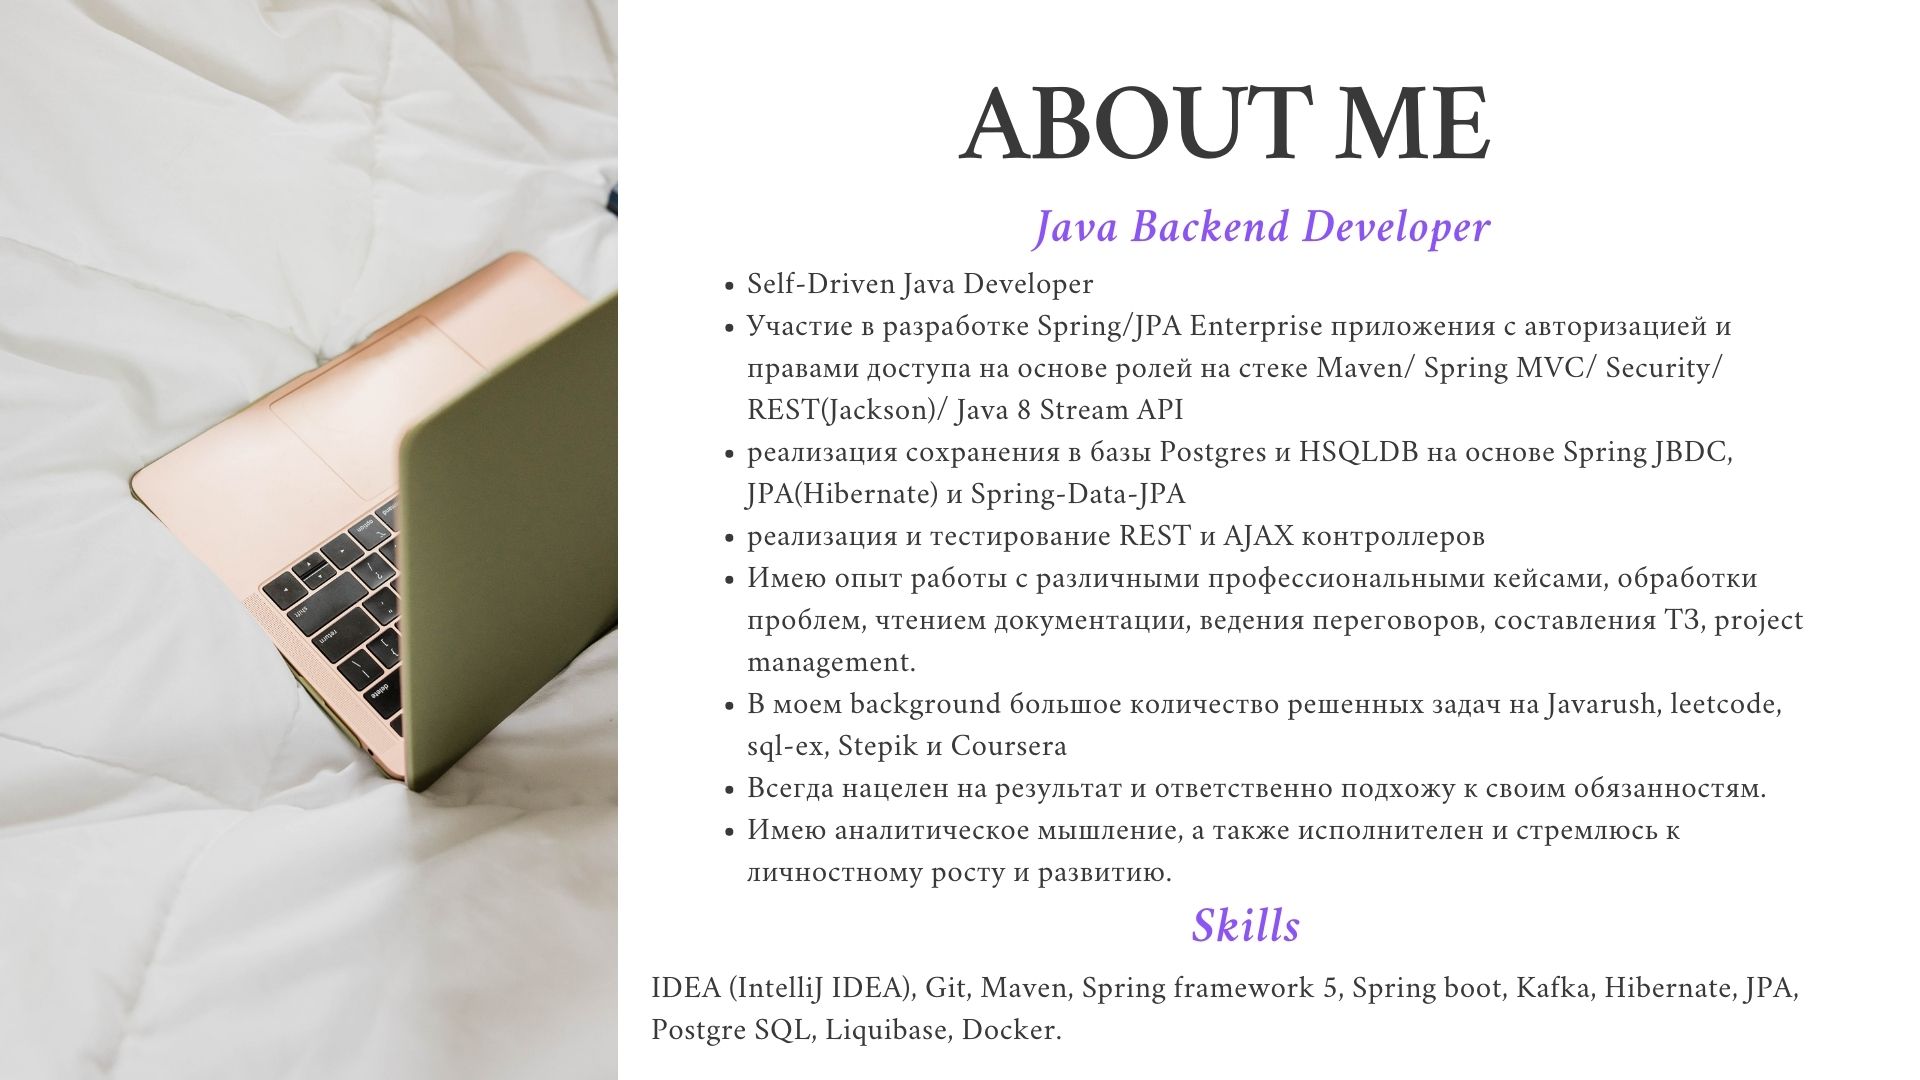 ABOUT ME
Java Backend Developer
• Self-Driven Java Developer
• Участие в разработке Spring/JPA Enterprise приложения с авторизацией и
правами доступа на основе ролей на стеке Maven/ Spring MVC/ Security/
REST(Jackson)/ Java 8 Stream API
• реализация сохранения в базы Postgres и HSQLDB на основе Spring JBDC,
JPA(Hibernate) и Spring-Data-JPA
• реализация и тестирование REST и AJAX контроллеров
• Имею опыт работы с различными профессиональными кейсами, обработки
проблем, чтением документации, ведения переговоров, составления ТЗ, project
management.
• В моем background большое количество решенных задач на Javarush, leetcode,
sql-ex, Stepik и Coursera
• Всегда нацелен на результат и ответственно подхожу к своим обязанностям.
• Имею аналитическое мышление, а также исполнителен и стремлюсь к
личностному росту и развитию.
Skills
IDEA (IntelliJ IDEA), Git, Maven, Spring framework 5, Spring boot, Kafka, Hibernate, JPA,
Postgre SQL, Liquibase, Docker.
option
shift
return
delete